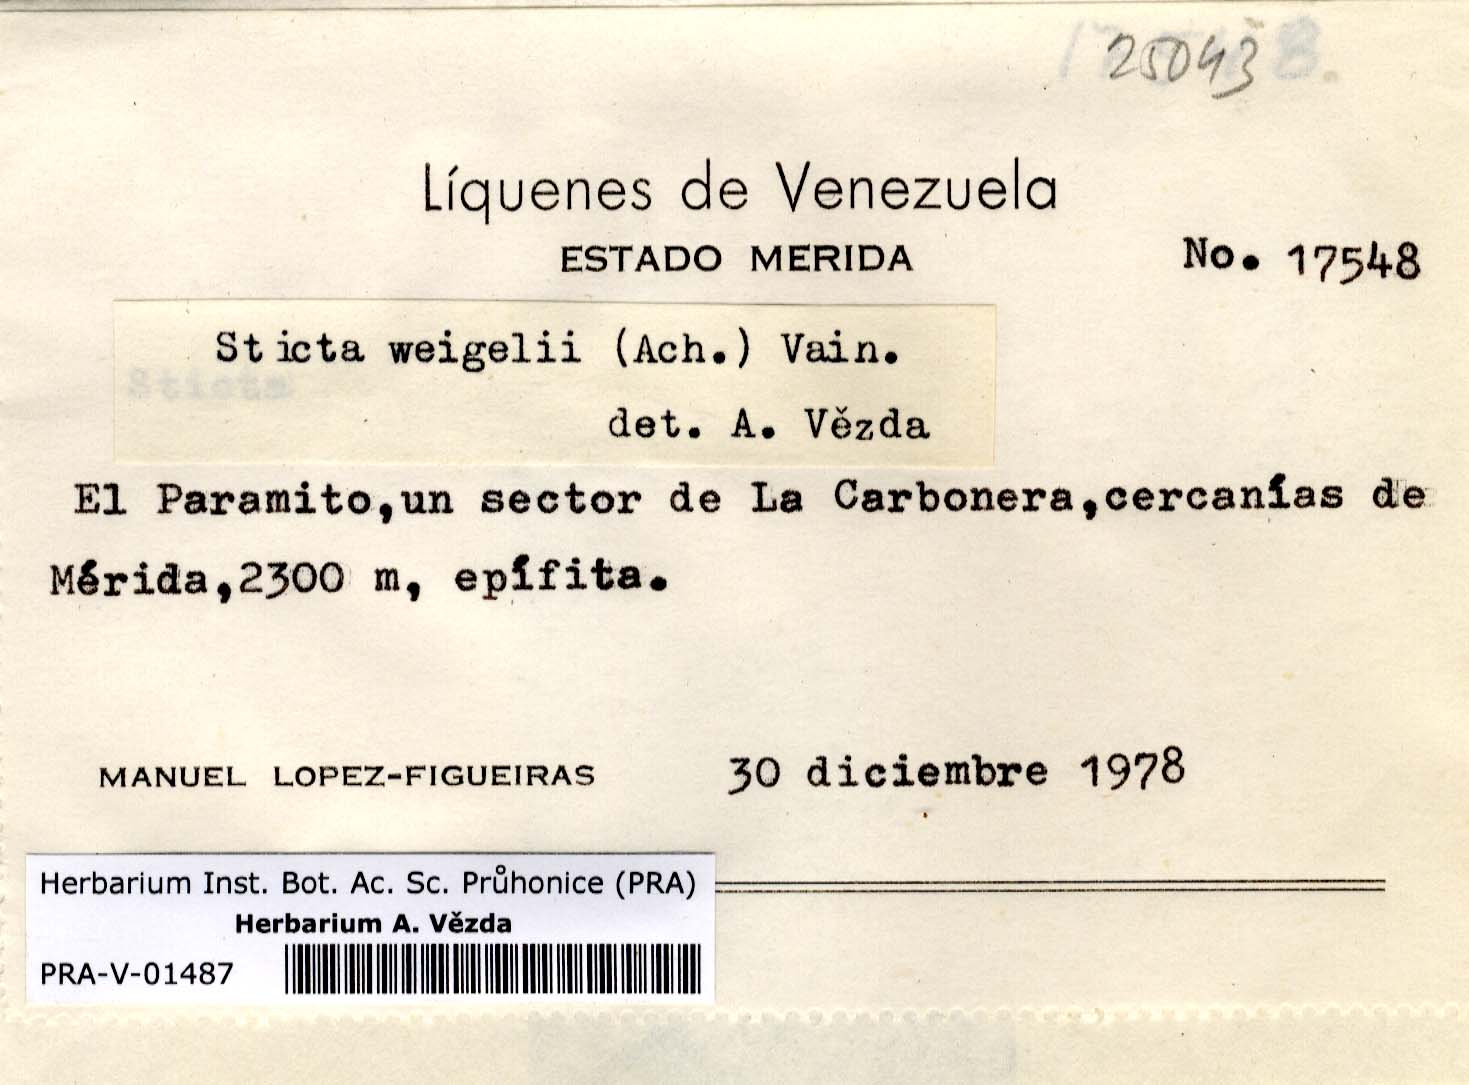 25043
Líquenes de Venezuela
ESTADO MERIDA
No. 17548
Sticta weigelii (Ach.) Vain.
Sticta
det. A. Vězda
El Paramito,un sector de La Carbonera,cercanías de
Mérida,2300 m, epífita.
MANUEL LOPEZ-FIGUEIRAS 30 diciembre 1978
Herbarium Inst. Bot. Ac. Sc. Průhonice (PRA)
Herbarium A. Vězda
PRA-V-01487